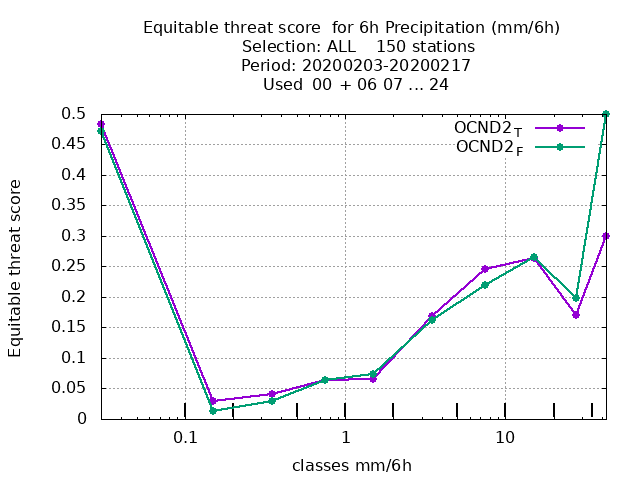 Equitable threat score  for 6h Precipitation (mm/6h)
Selection: ALL    150 stations
Period: 20200203-20200217
Used  00 + 06 07 ... 24
OCND2T
OCND2F
Equitable threat score
0.5
0.45
0.4
0.35
0.3
0.25
0.2
0.15
0.1
0.05
0
0.1 1 10
classes mm/6h